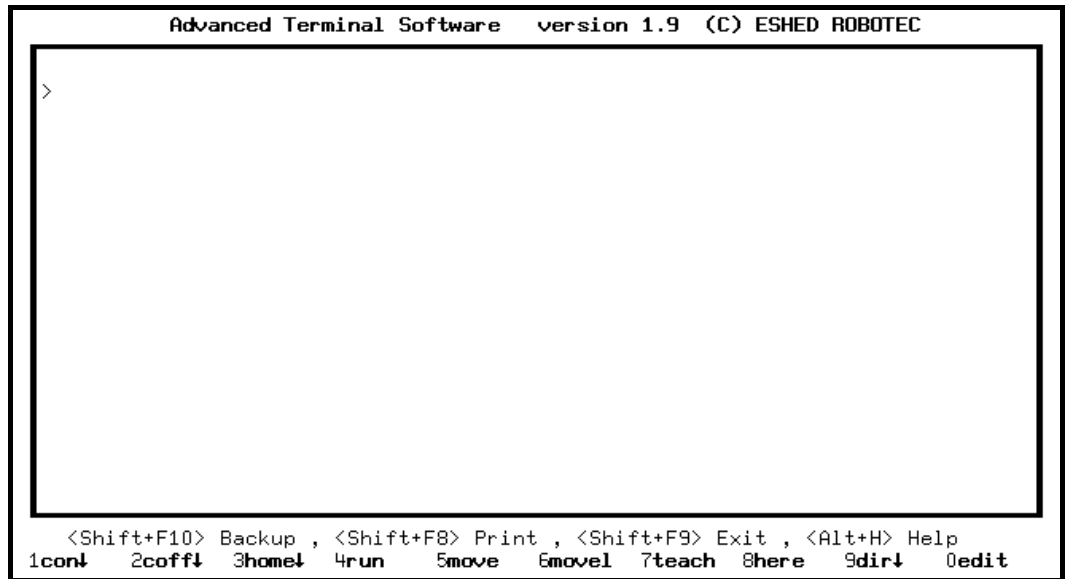 Advanced Terminal Software version 1.9 (C) ESHED ROBOTEC
>
<Shift+F10> Backup , <Shift+F8> Print , <Shift+F9> Exit , <Alt+H> Help
1con↓ 2coff↓ 3home↓ 4run 5move 6movel 7teach 8here 9dir↓ 0edit